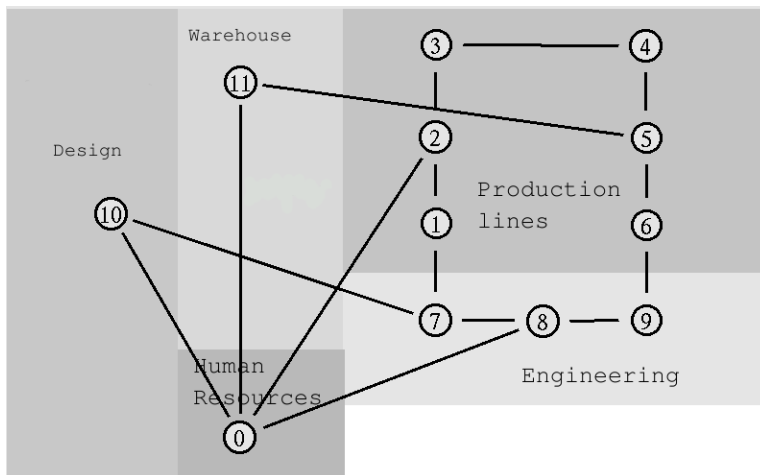 Warehouse
3
4
11
2
5
Design
Production
lines
10
1
6
7
8
9
Human
Resources
Engineering
0